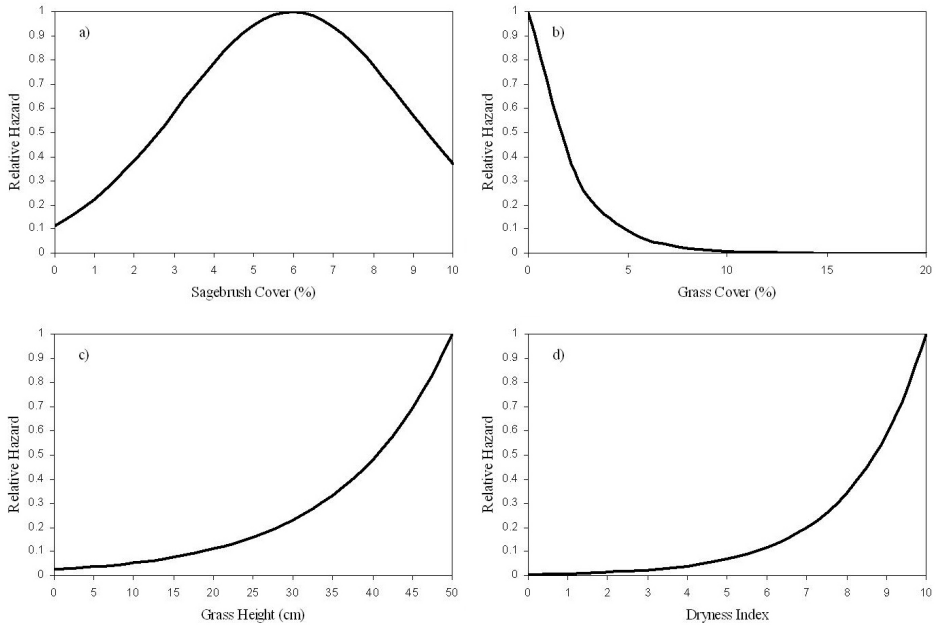 a)
Relative Hazard
1
0.9
0.8
0.7
0.6
0.5
0.4
0.3
0.2
0.1
0
0 1 2 3 4 5 6 7 8 9 10
Sagebrush Cover (%)
b)
Relative Hazard
1
0.9
0.8
0.7
0.6
0.5
0.4
0.3
0.2
0.1
0
0 5 10 15 20
Grass Cover (%)
c)
Relative Hazard
1
0.9
0.8
0.7
0.6
0.5
0.4
0.3
0.2
0.1
0
0 5 10 15 20 25 30 35 40 45 50
Grass Height (cm)
d)
Relative Hazard
1
0.9
0.8
0.7
0.6
0.5
0.4
0.3
0.2
0.1
0
0 1 2 3 4 5 6 7 8 9 10
Dryness Index